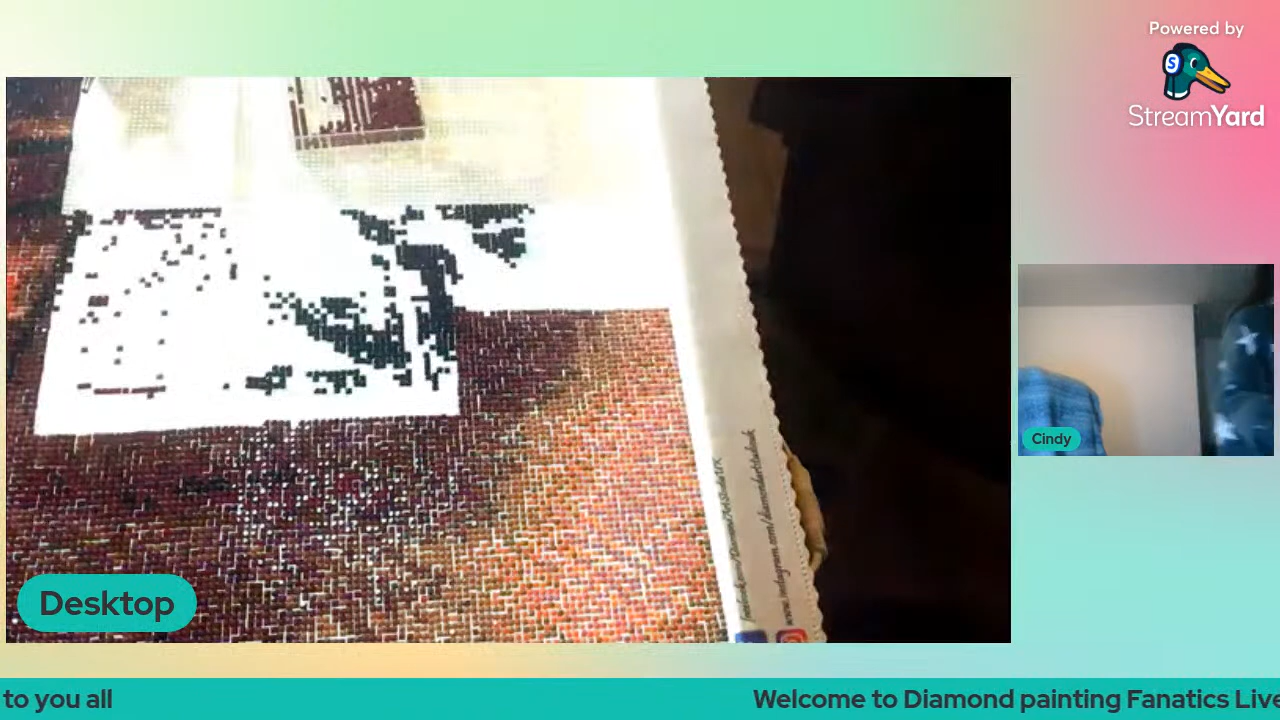 Powered by
StreamYard
Cindy
Desktop
to you all
Welcome to Diamond painting Fanatics Live